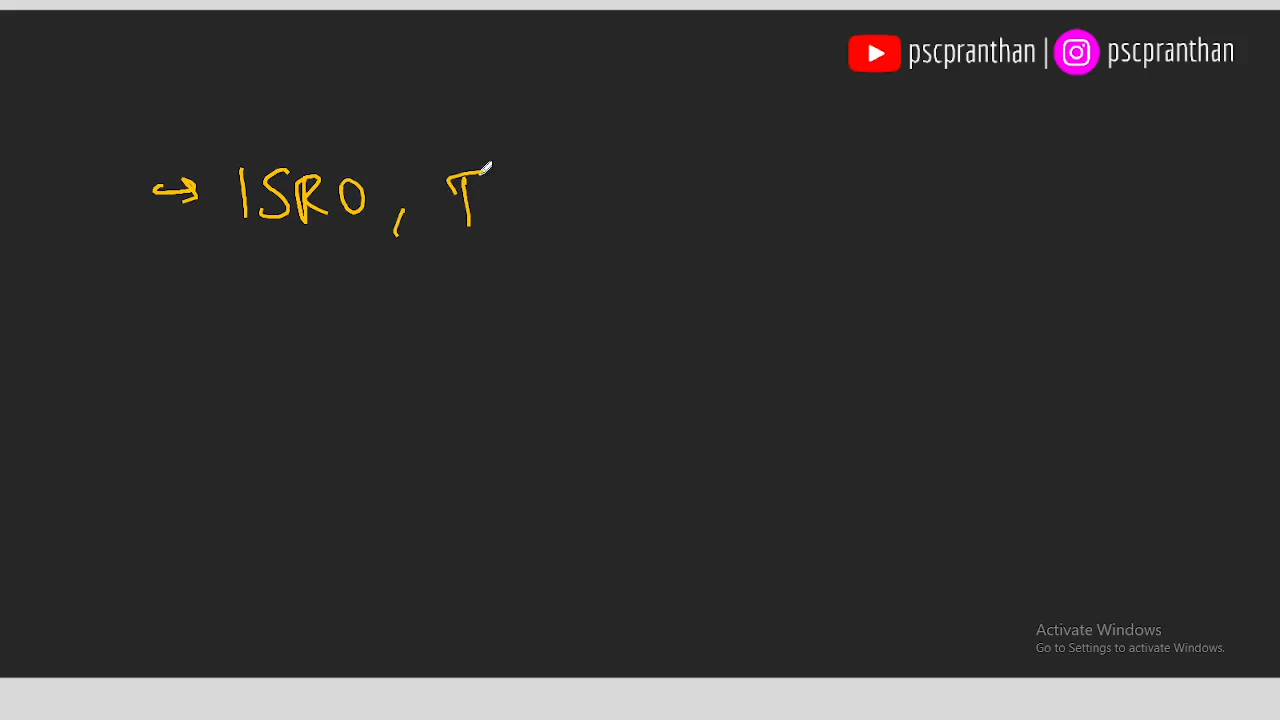 pscpranthan | pscpranthan
→ ISRO, T
Activate Windows
Go to Settings to activate Windows.